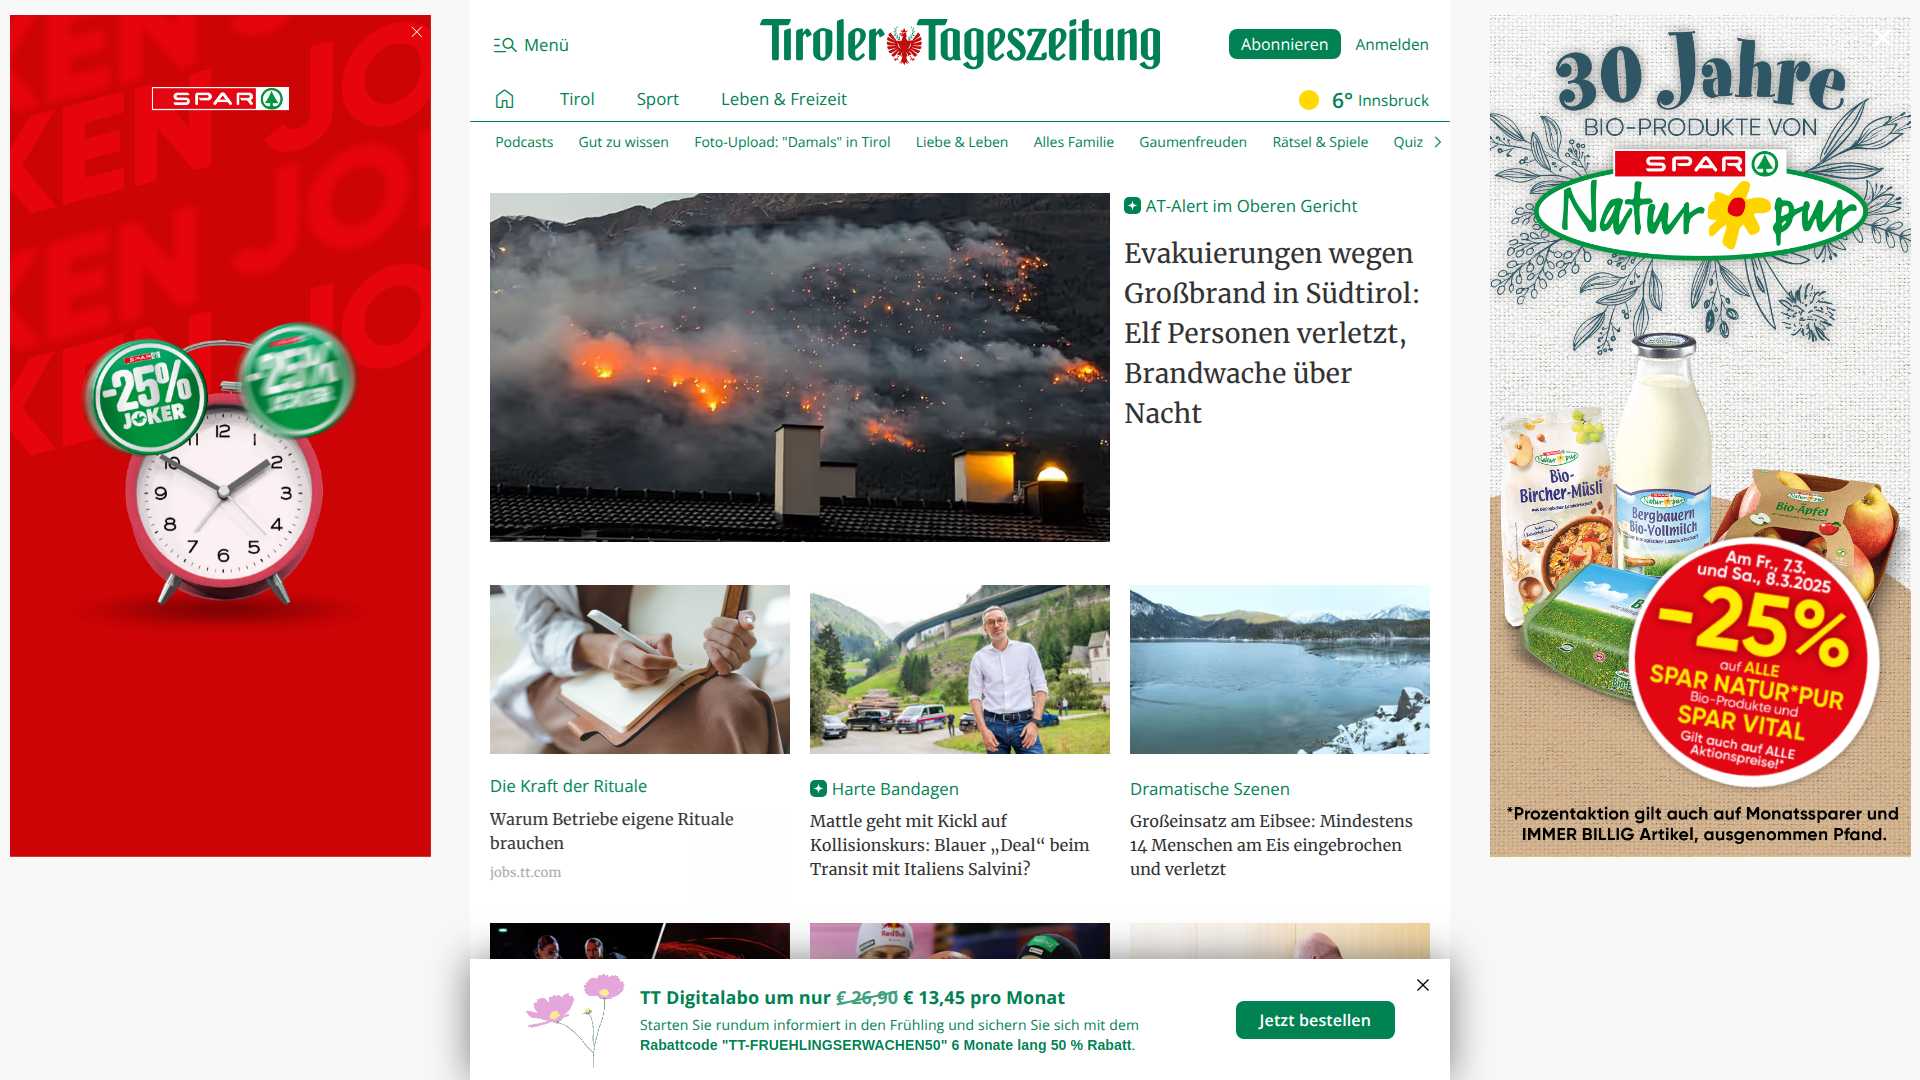 Menü
Tiroler Tageszeitung
Abonnieren
Anmelden
Tirol
Sport
Leben & Freizeit
6° Innsbruck
Podcasts
Gut zu wissen
Foto-Upload: "Damals" in Tirol
Liebe & Leben
Alles Familie
Gaumenfreuden
Rätsel & Spiele
Quiz
AT-Alert im Oberen Gericht
Evakuierungen wegen
Großbrand in Südtirol:
Elf Personen verletzt,
Brandwache über
Nacht
Die Kraft der Rituale
Warum Betriebe eigene Rituale
brauchen
jobs.tt.com
Harte Bandagen
Mattle geht mit Kickl auf
Kollisionskurs: Blauer „Deal“ beim
Transit mit Italiens Salvini?
Dramatische Szenen
Großeinsatz am Eibsee: Mindestens
14 Menschen am Eis eingebrochen
und verletzt
TT Digitalabo um nur € 26,90 € 13,45 pro Monat
Starten Sie rundum informiert in den Frühling und sichern Sie sich mit dem
Rabattcode "TT-FRUEHLINGSERWACHEN50" 6 Monate lang 50 % Rabatt.
Jetzt bestellen
SPAR
-25%
JOKER
-25%
JOKER
12
1
2
3
4
5
6
7
8
9
10
11
30 Jahre
BIO-PRODUKTE VON
SPAR
Natur pur
Bio-
Bircher-Müsli
Bergbauern
Bio-Vollmilch
Bio-Äpfel
Am Fr., 7.3.
und Sa., 8.3.2025
-25%
auf ALLE
SPAR NATUR*PUR
Bio-Produkte und
SPAR VITAL
Gilt auch auf ALLE
Aktionspreise!*
*Prozentaktion gilt auch auf Monatssparer und
IMMER BILLIG Artikel, ausgenommen Pfand.